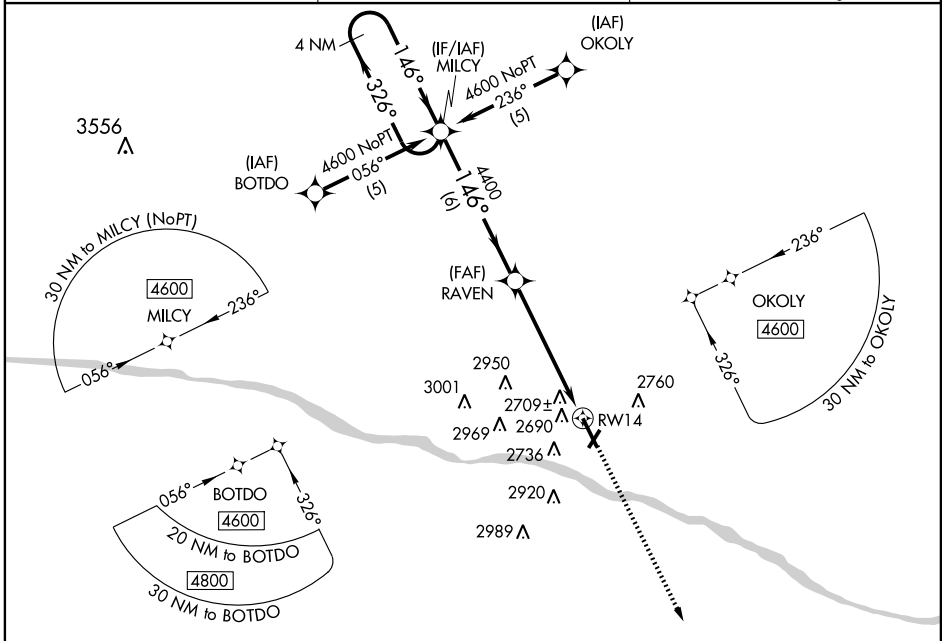 4 NM
146°
326°
(IF/IAF)
MILCY
(IAF)
OKOLY
4600 NoPT
236°
(5)
3556
(IAF)
BOTDO
4600 NoPT
056°
(5)
4400
146°
(6)
30 NM to MILCY (NoPT)
4600
MILCY
236°
056°
(FAF)
RAVEN
236°
OKOLY
4600
326°
30 NM to OKOLY
2950
3001
2709±
2760
2969
2690
RW14
2736
2920
2989
056°
BOTDO
326°
4600
20 NM to BOTDO
4800
30 NM to BOTDO